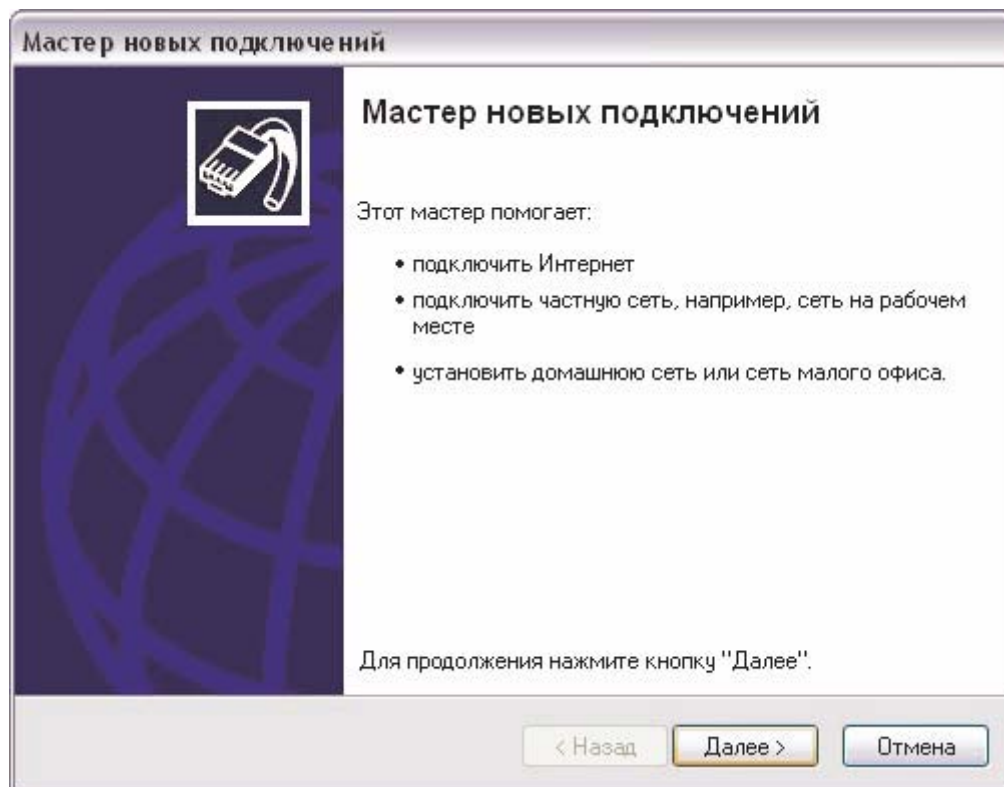 Мастер новых подключений
Мастер новых подключений
Этот мастер помогает:
• подключить Интернет
• подключить частную сеть, например, сеть на рабочем
месте
• установить домашнюю сеть или сеть малого офиса.
Для продолжения нажмите кнопку "Далее".
< Назад Далее > Отмена